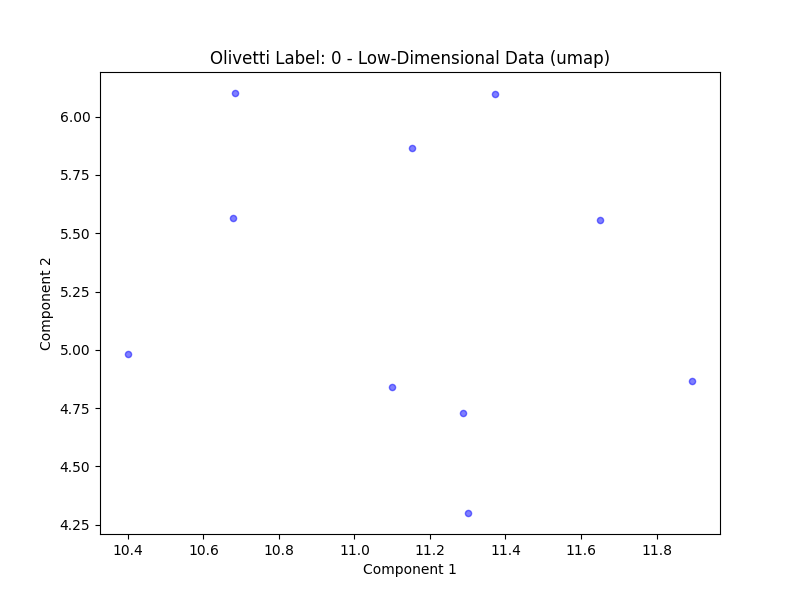 Olivetti Label: 0 - Low-Dimensional Data (umap)
6.00
5.75
5.50
5.25
5.00
4.75
4.50
4.25
Component 2
10.4 10.6 10.8 11.0 11.2 11.4 11.6 11.8
Component 1